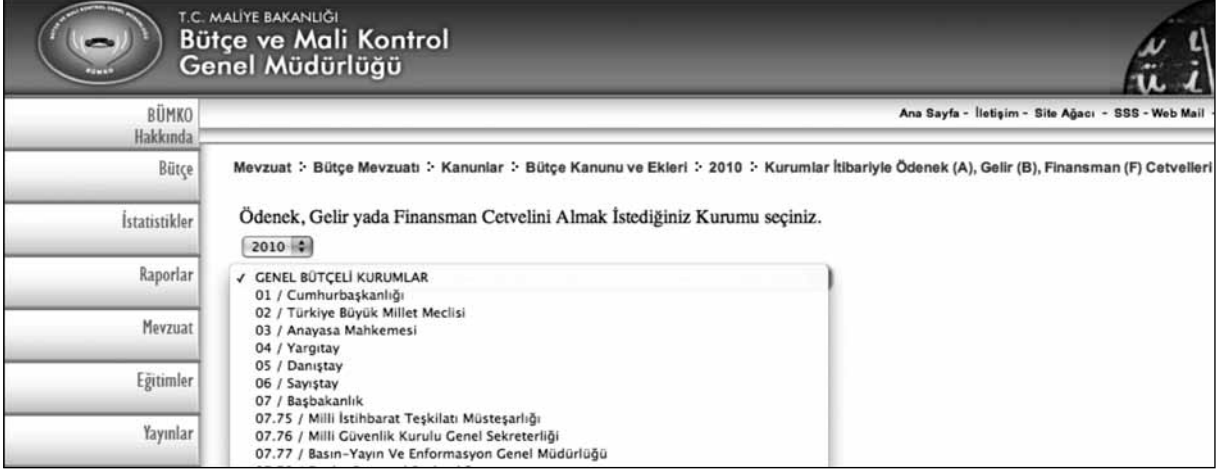 T.C. MALİYE BAKANLIĞI
Bütçe ve Mali Kontrol
Genel Müdürlüğü
BÜMKO
Ana Sayfa - İletişim - Site Ağacı - SSS - Web Mail -
BÜMKO
Hakkında
Bütçe
İstatistikler
Raporlar
Mevzuat
Eğitimler
Yayınlar
Mevzuat :- Bütçe Mevzuatı :- Kanunlar :- Bütçe Kanunu ve Ekleri :- 2010 :- Kurumlar İtibariyle Ödenek (A), Gelir (B), Finansman (F) Cetvelleri
Ödenek, Gelir yada Finansman Cetvelini Almak İstediğiniz Kurumu seçiniz.
2010
✓ GENEL BÜTÇELİ KURUMLAR
01 / Cumhurbaşkanlığı
02 / Türkiye Büyük Millet Meclisi
03 / Anayasa Mahkemesi
04 / Yargıtay
05 / Danıştay
06 / Sayıştay
07 / Başbakanlık
07.75 / Milli İstihbarat Teşkilatı Müsteşarlığı
07.76 / Milli Güvenlik Kurulu Genel Sekreterliği
07.77 / Basın-Yayın Ve Enformasyon Genel Müdürlüğü